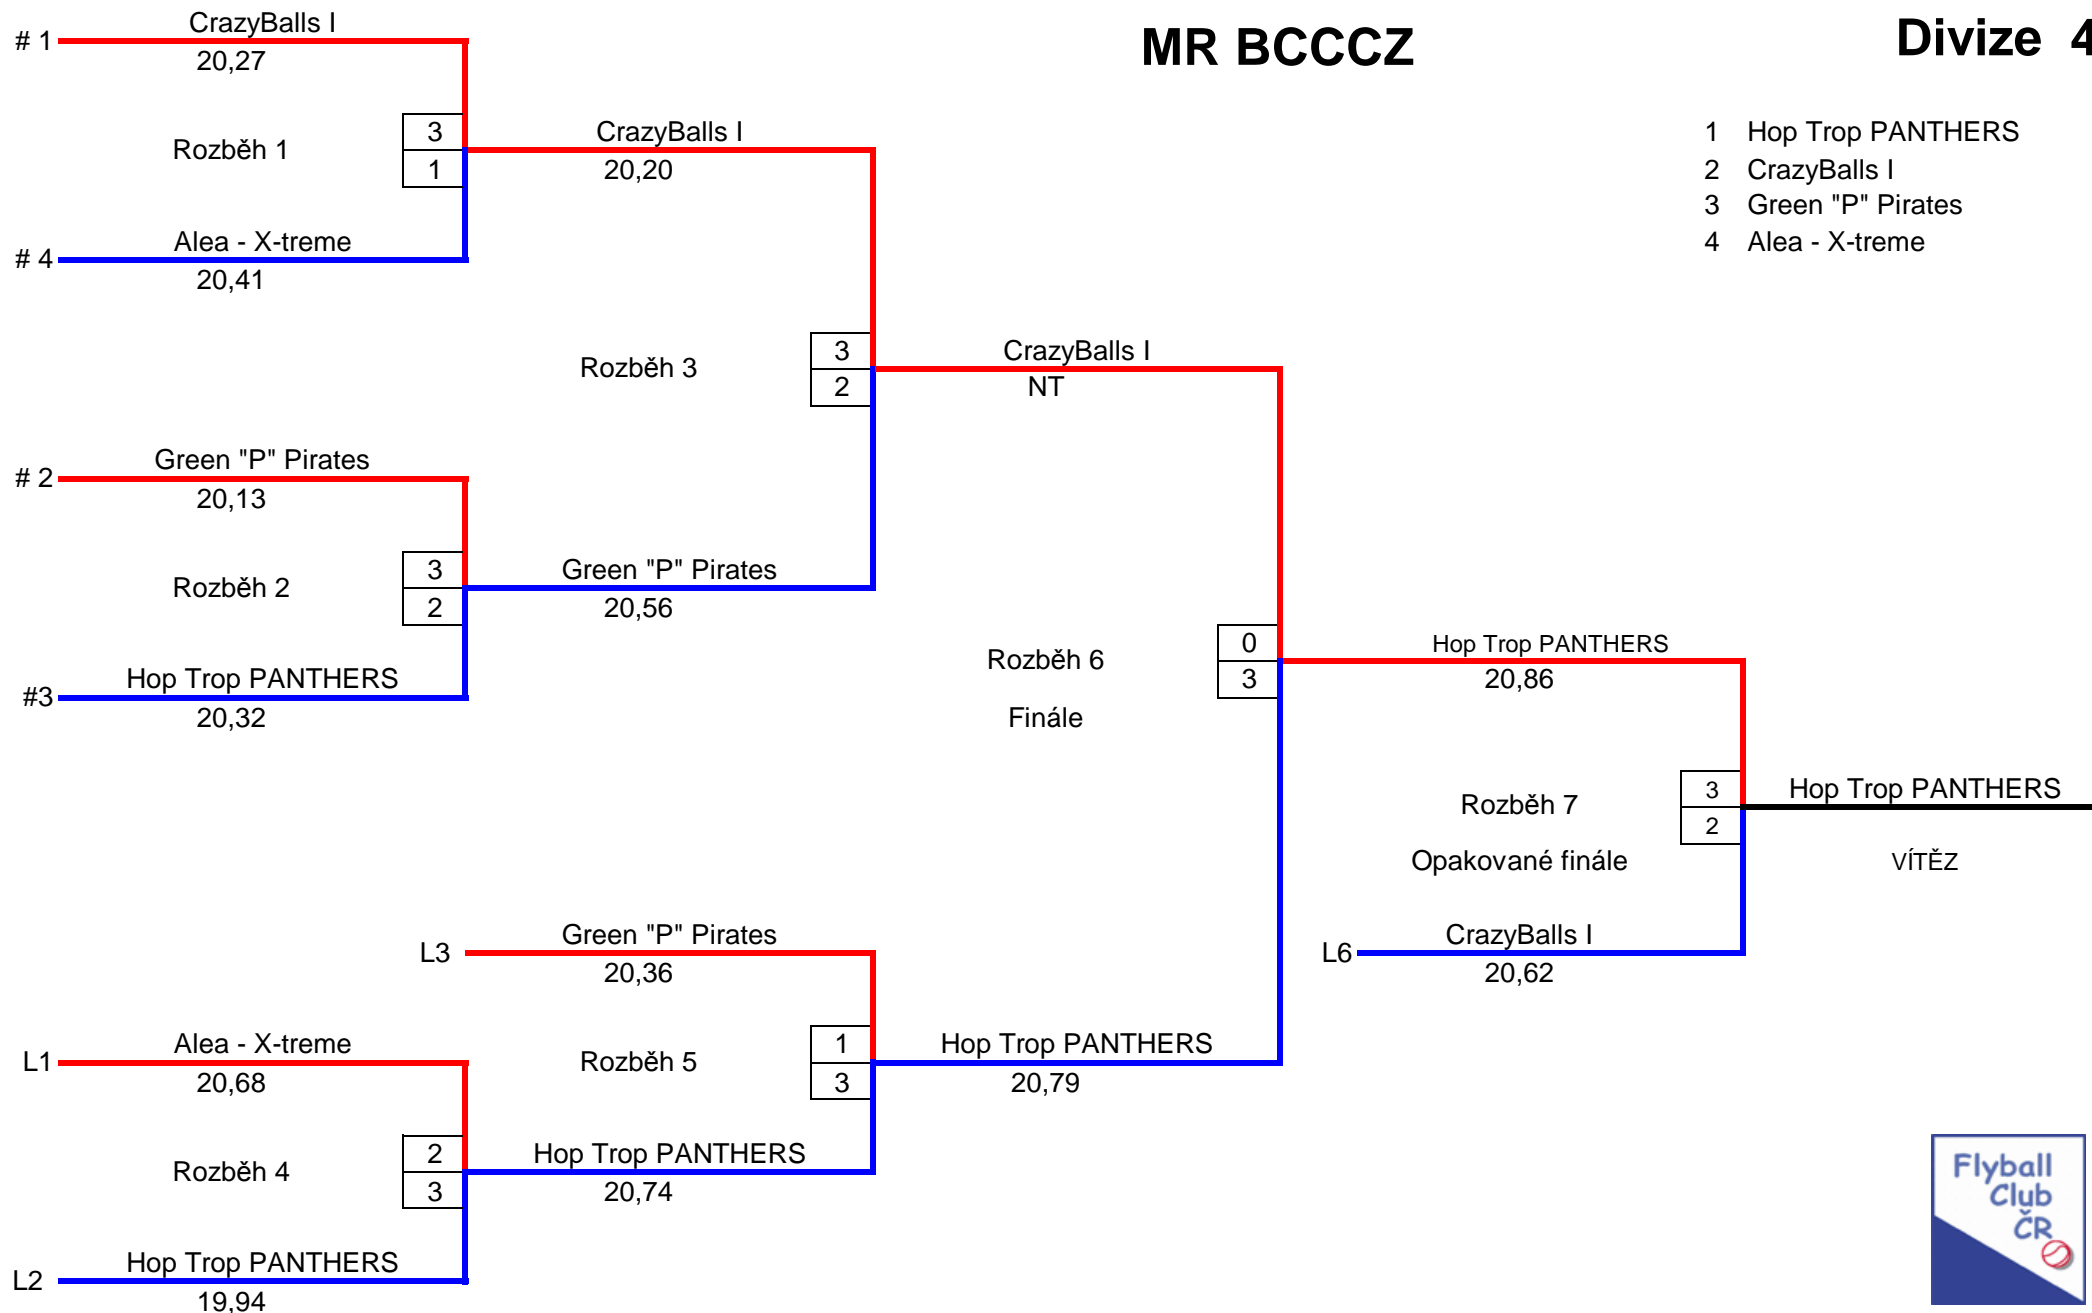 MR BCCCZ
Divize 4
1 Hop Trop PANTHERS
2 CrazyBalls I
3 Green "P" Pirates
4 Alea - X-treme
# 1
CrazyBalls I
20,27
Rozběh 1
3
1
# 4
Alea - X-treme
20,41
CrazyBalls I
20,20
Rozběh 3
3
2
# 2
Green "P" Pirates
20,13
Rozběh 2
3
2
#3
Hop Trop PANTHERS
20,32
Green "P" Pirates
20,56
CrazyBalls I
NT
Rozběh 6
Finále
0
3
Hop Trop PANTHERS
20,86
Rozběh 7
Opakované finále
3
2
Hop Trop PANTHERS
VÍTĚZ
L6
CrazyBalls I
20,62
L3
Green "P" Pirates
20,36
Rozběh 5
1
3
Hop Trop PANTHERS
20,79
L1
Alea - X-treme
20,68
Rozběh 4
2
3
Hop Trop PANTHERS
20,74
L2
Hop Trop PANTHERS
19,94
Flyball
Club
ČR